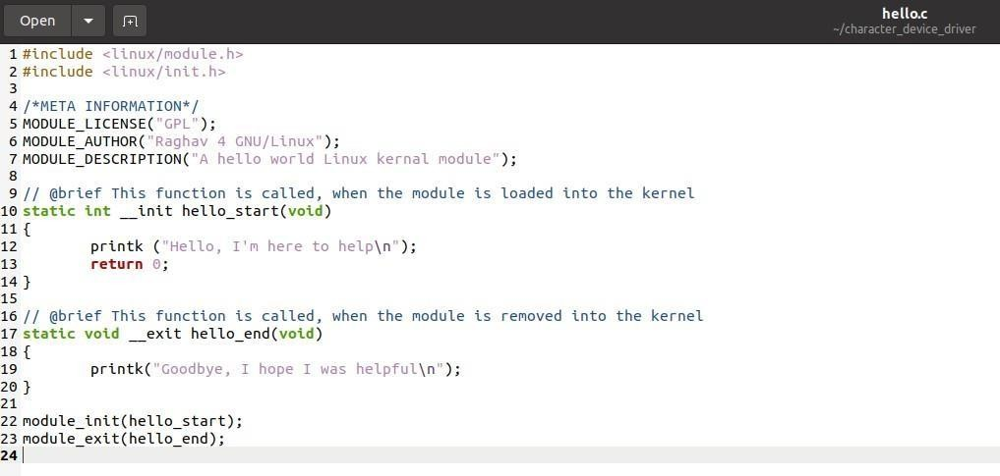 Open
hello.c
~/character_device_driver
1 #include <linux/module.h>
2 #include <linux/init.h>
3
4 /*META INFORMATION*/
5 MODULE_LICENSE("GPL");
6 MODULE_AUTHOR("Raghav 4 GNU/Linux");
7 MODULE_DESCRIPTION("A hello world Linux kernal module");
8
9 // @brief This function is called, when the module is loaded into the kernel
10 static int __init hello_start(void)
11 {
12         printk ("Hello, I'm here to help\n");
13         return 0;
14 }
15
16 // @brief This function is called, when the module is removed into the kernel
17 static void __exit hello_end(void)
18 {
19         printk("Goodbye, I hope I was helpful\n");
20 }
21
22 module_init(hello_start);
23 module_exit(hello_end);
24